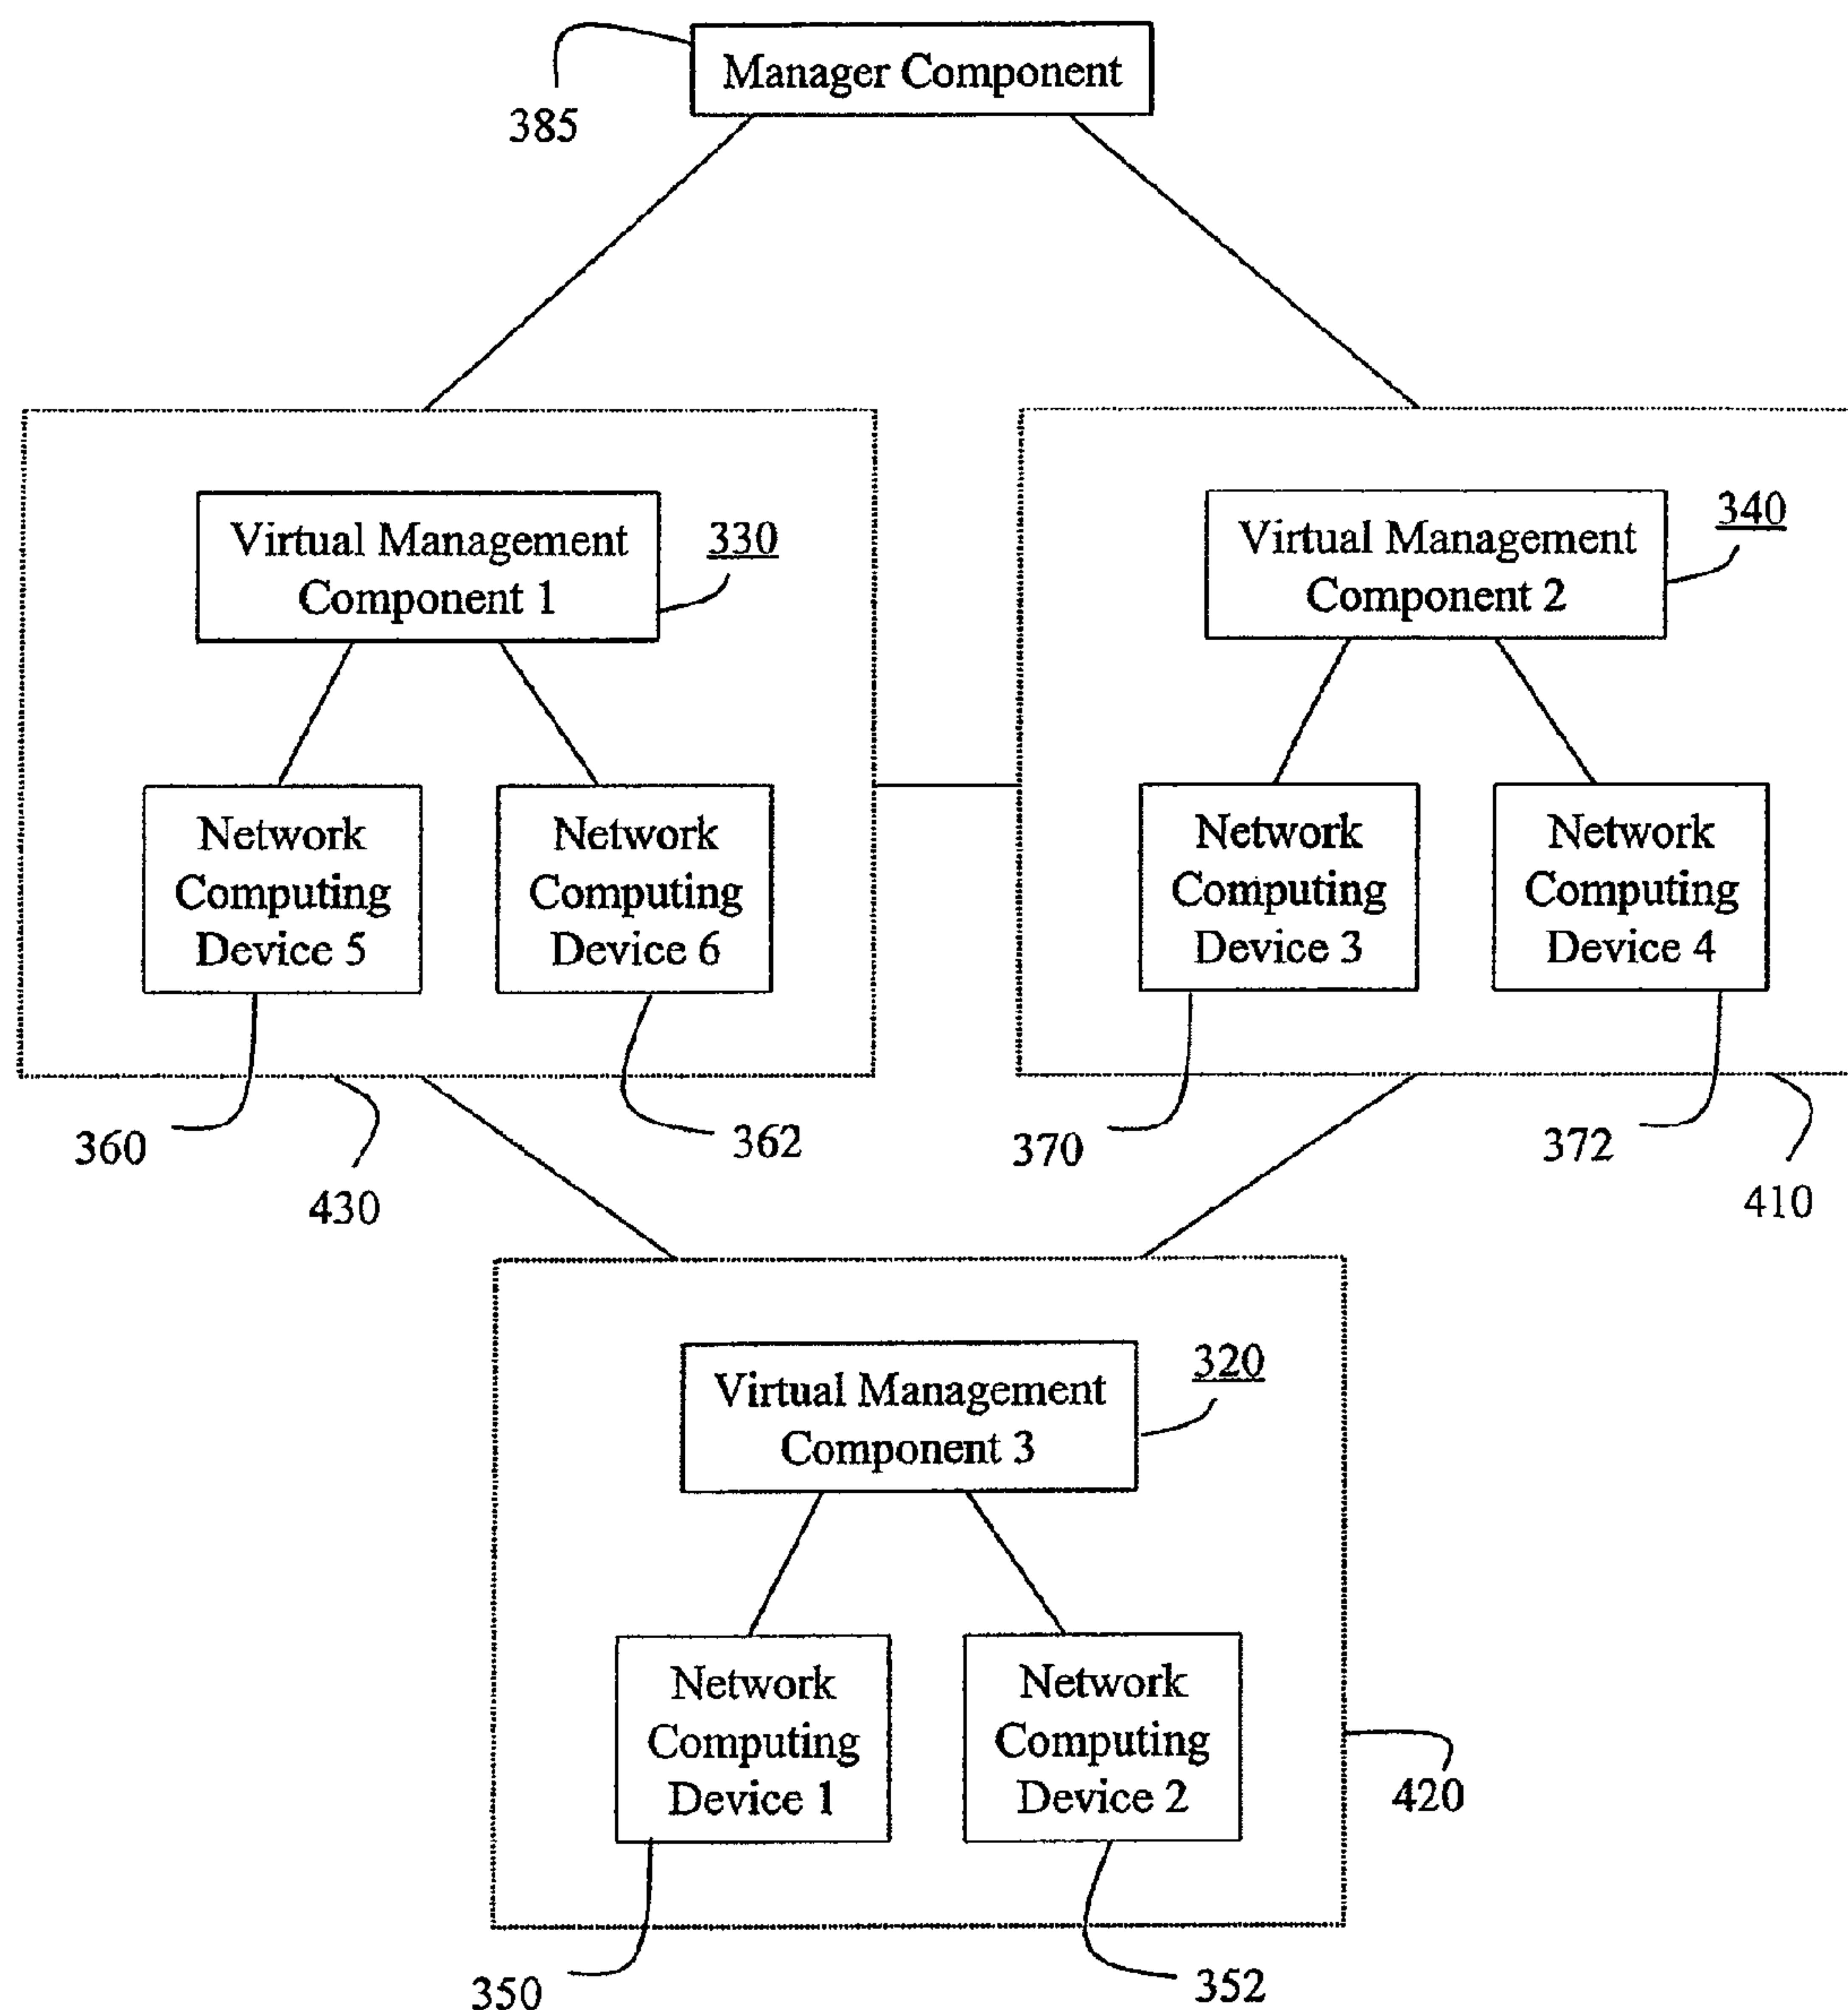 Manager Component
385
Virtual Management
Component 1
330
Virtual Management
Component 2
340
Network
Computing
Device 5
Network
Computing
Device 6
Network
Computing
Device 3
Network
Computing
Device 4
360
430
362
370
372
410
Virtual Management
Component 3
320
Network
Computing
Device 1
Network
Computing
Device 2
420
350
352